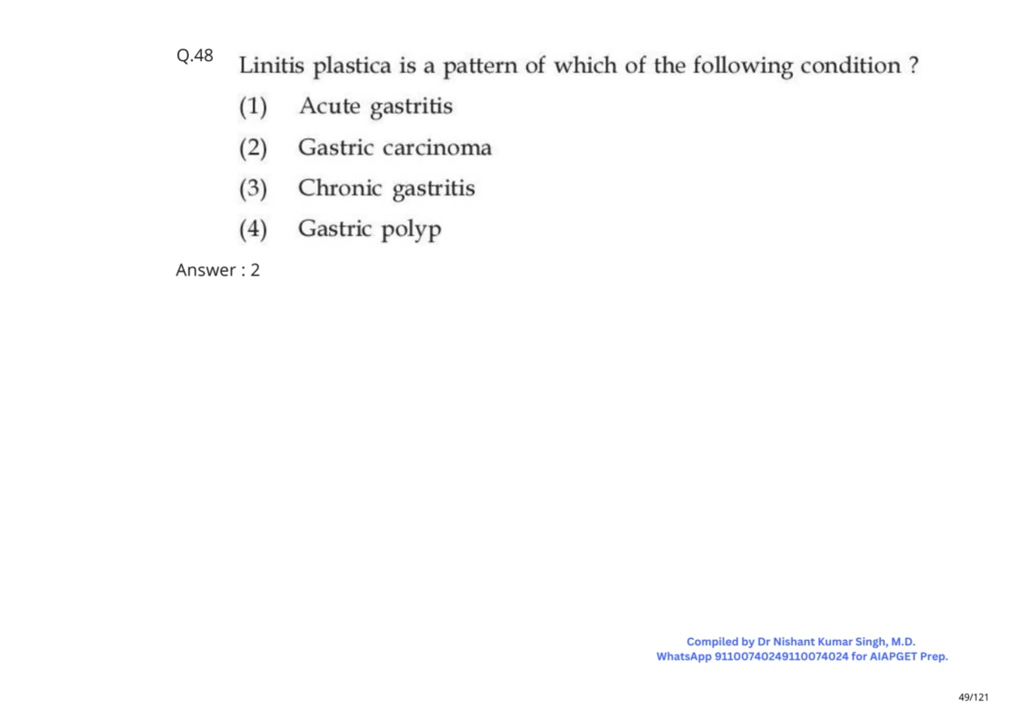 Q.48 Linitis plastica is a pattern of which of the following condition ?
(1) Acute gastritis
(2) Gastric carcinoma
(3) Chronic gastritis
(4) Gastric polyp
Answer : 2
Compiled by Dr Nishant Kumar Singh, M.D.
WhatsApp 91100740249110074024 for AIAPGET Prep.
49/121